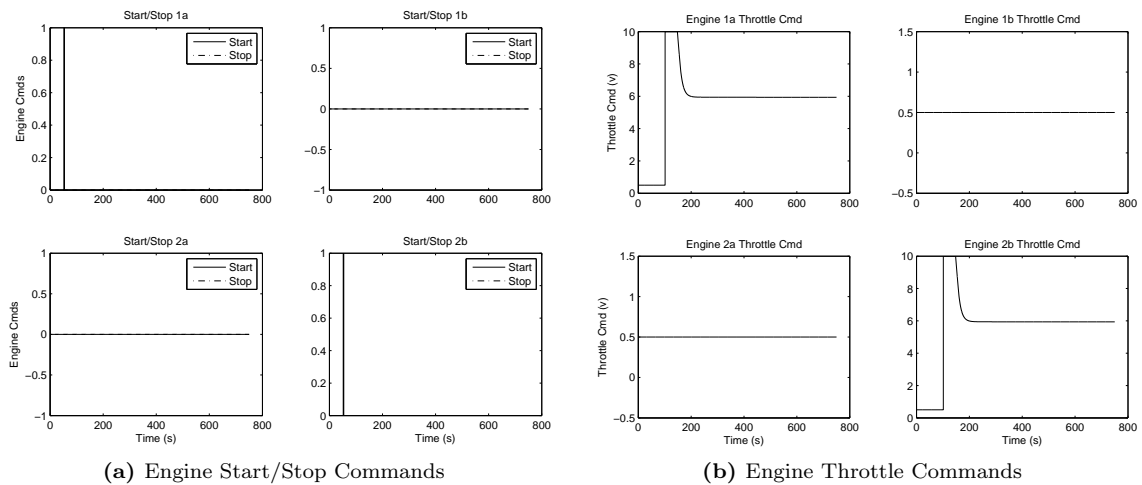 Start/Stop 1a
Start
Stop
Engine Cmds
1
0.8
0.6
0.4
0.2
0
0 200 400 600 800
Start/Stop 1b
Start
Stop
1
0.5
0
−0.5
−1
0 200 400 600 800
Start/Stop 2a
Start
Stop
Engine Cmds
1
0.5
0
−0.5
−1
0 200 400 600 800
Time (s)
Start/Stop 2b
Start
Stop
1
0.8
0.6
0.4
0.2
0
0 200 400 600 800
Time (s)
(a) Engine Start/Stop Commands
Engine 1a Throttle Cmd
Throttle Cmd (v)
10
8
6
4
2
0
0 200 400 600 800
Engine 1b Throttle Cmd
1.5
1
0.5
0
−0.5
0 200 400 600 800
Engine 2a Throttle Cmd
Throttle Cmd (v)
1.5
1
0.5
0
−0.5
0 200 400 600 800
Time (s)
Engine 2b Throttle Cmd
10
8
6
4
2
0
0 200 400 600 800
Time (s)
(b) Engine Throttle Commands